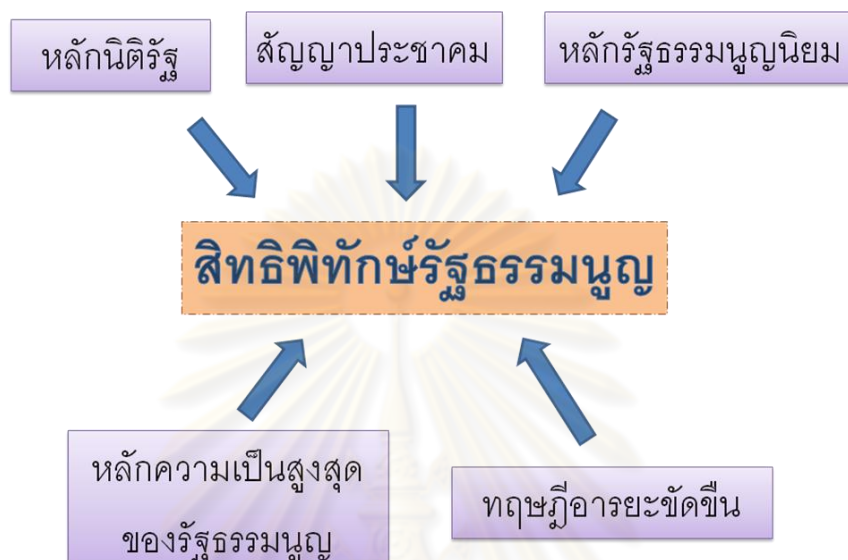 หลักนิติรัฐ
สัญญาประชาคม
หลักรัฐธรรมนูญนิยม
สิทธิพิทักษ์รัฐธรรมนูญ
หลักความเป็นสูงสุด
ของรัฐธรรมนูญ
ทฤษฎีอารยะขัดขืน